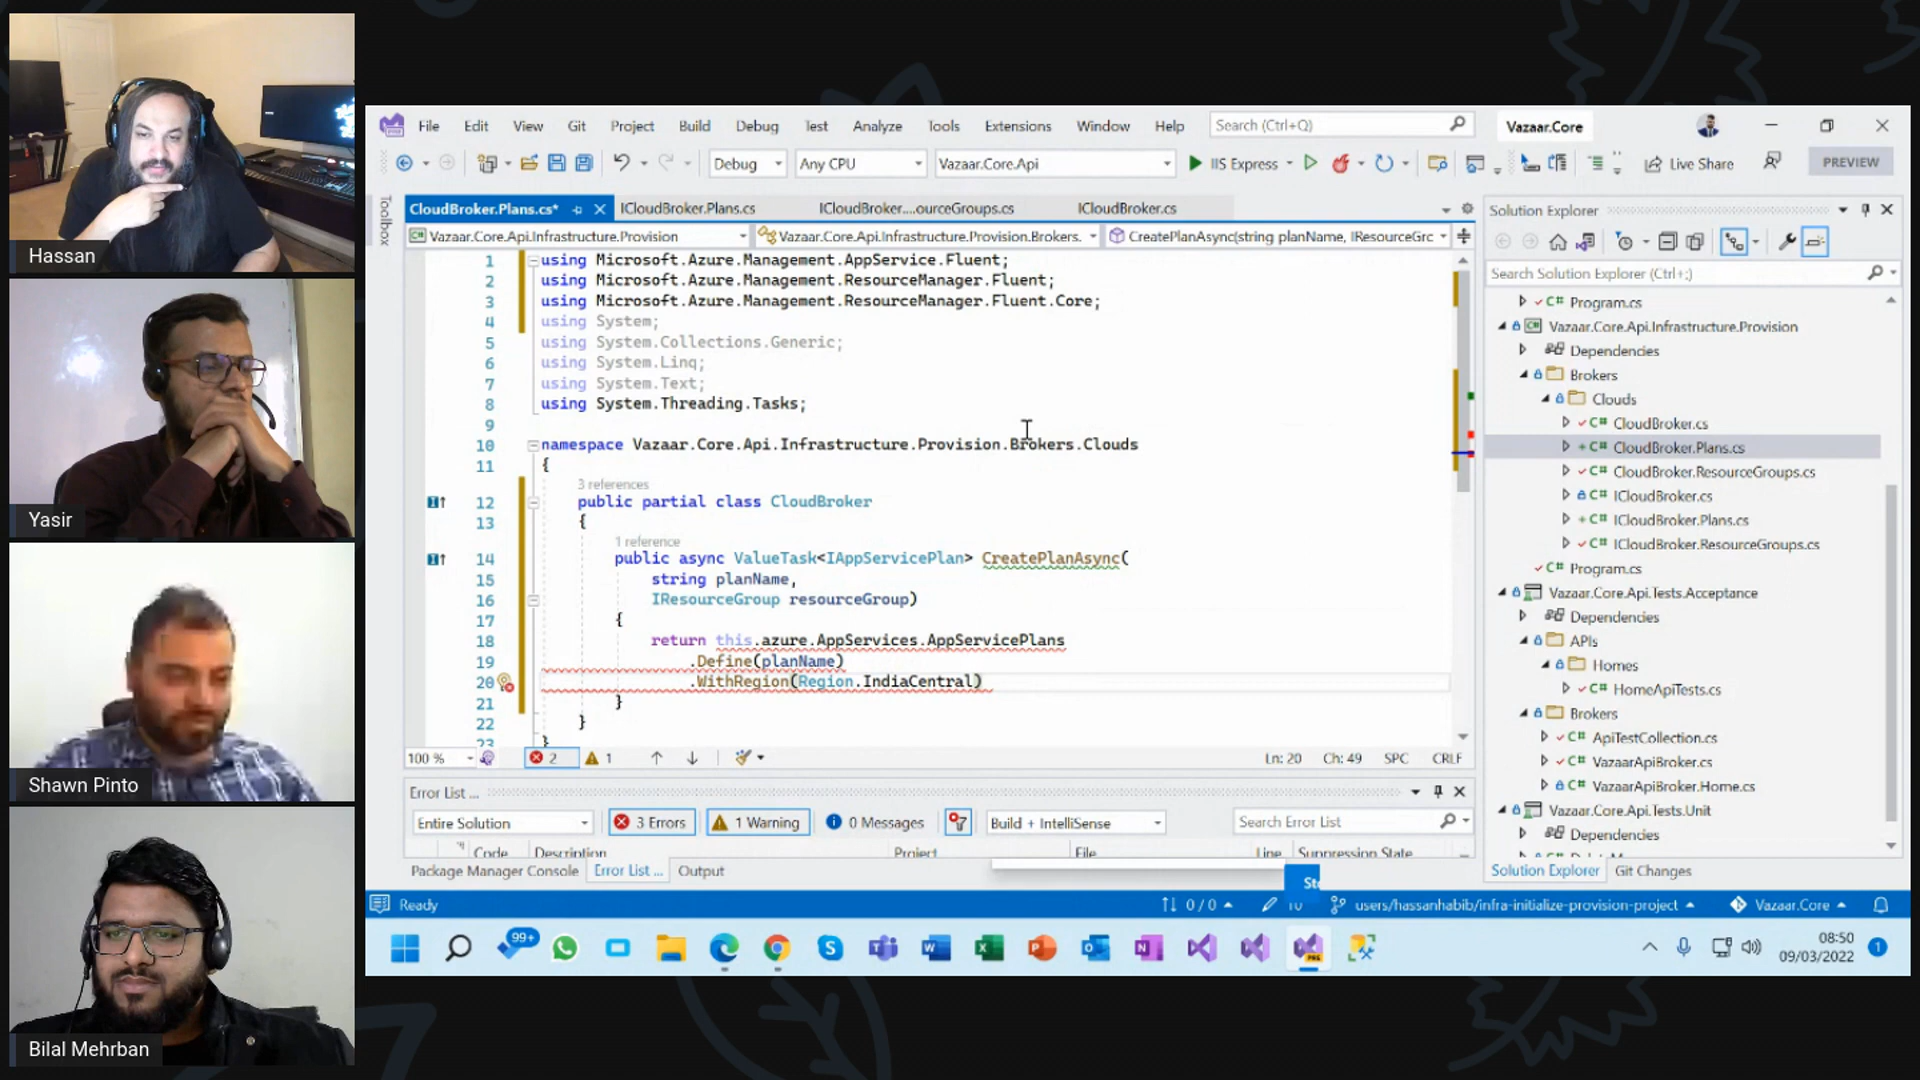 Hassan
Yasir
Shawn Pinto
Bilal Mehrban
File Edit View Git Project Build Debug Test Analyze Tools Extensions Window Help Search (Ctrl+Q) Vazaar.Core
Debug Any CPU Vazaar.Core.Api IIS Express Live Share PREVIEW
Toolbox
CloudBroker.Plans.cs* ICloudBroker.Plans.cs ICloudBroker....ourceGroups.cs ICloudBroker.cs
Vazaar.Core.Api.Infrastructure.Provision Vazaar.Core.Api.Infrastructure.Provision.Brokers. CreatePlanAsync(string planName, IResourceGrc
1 using Microsoft.Azure.Management.AppService.Fluent;
2 using Microsoft.Azure.Management.ResourceManager.Fluent;
3 using Microsoft.Azure.Management.ResourceManager.Fluent.Core;
4 using System;
5 using System.Collections.Generic;
6 using System.Linq;
7 using System.Text;
8 using System.Threading.Tasks;
9
10 namespace Vazaar.Core.Api.Infrastructure.Provision.Brokers.Clouds
11 {
3 references
12 public partial class CloudBroker
13 {
1 reference
14 public async ValueTask<IAppServicePlan> CreatePlanAsync(
15 string planName,
16 IResourceGroup resourceGroup)
17 {
18 return this.azure.AppServices.AppServicePlans
19 .Define(planName)
20 .WithRegion(Region.IndiaCentral)
21 }
22 }
23 }
100 % 2 1 Ln: 20 Ch: 49 SPC CRLF
Error List ...
Entire Solution 3 Errors 1 Warning 0 Messages Build + IntelliSense Search Error List
Code Description Project File Line Suppression State
Package Manager Console Error List ... Output
Solution Explorer
Search Solution Explorer (Ctrl+;)
C# Program.cs
Vazaar.Core.Api.Infrastructure.Provision
Dependencies
Brokers
Clouds
C# CloudBroker.cs
C# CloudBroker.Plans.cs
C# CloudBroker.ResourceGroups.cs
C# ICloudBroker.cs
C# ICloudBroker.Plans.cs
C# ICloudBroker.ResourceGroups.cs
C# Program.cs
Vazaar.Core.Api.Tests.Acceptance
Dependencies
APIs
Homes
C# HomeApiTests.cs
Brokers
C# ApiTestCollection.cs
C# VazaarApiBroker.cs
C# VazaarApiBroker.Home.cs
Vazaar.Core.Api.Tests.Unit
Dependencies
Solution Explorer Git Changes
Ready 0 / 0 10 users/hassanhabib/infra-initialize-provision-project Vazaar.Core
99+
08:50
09/03/2022
1